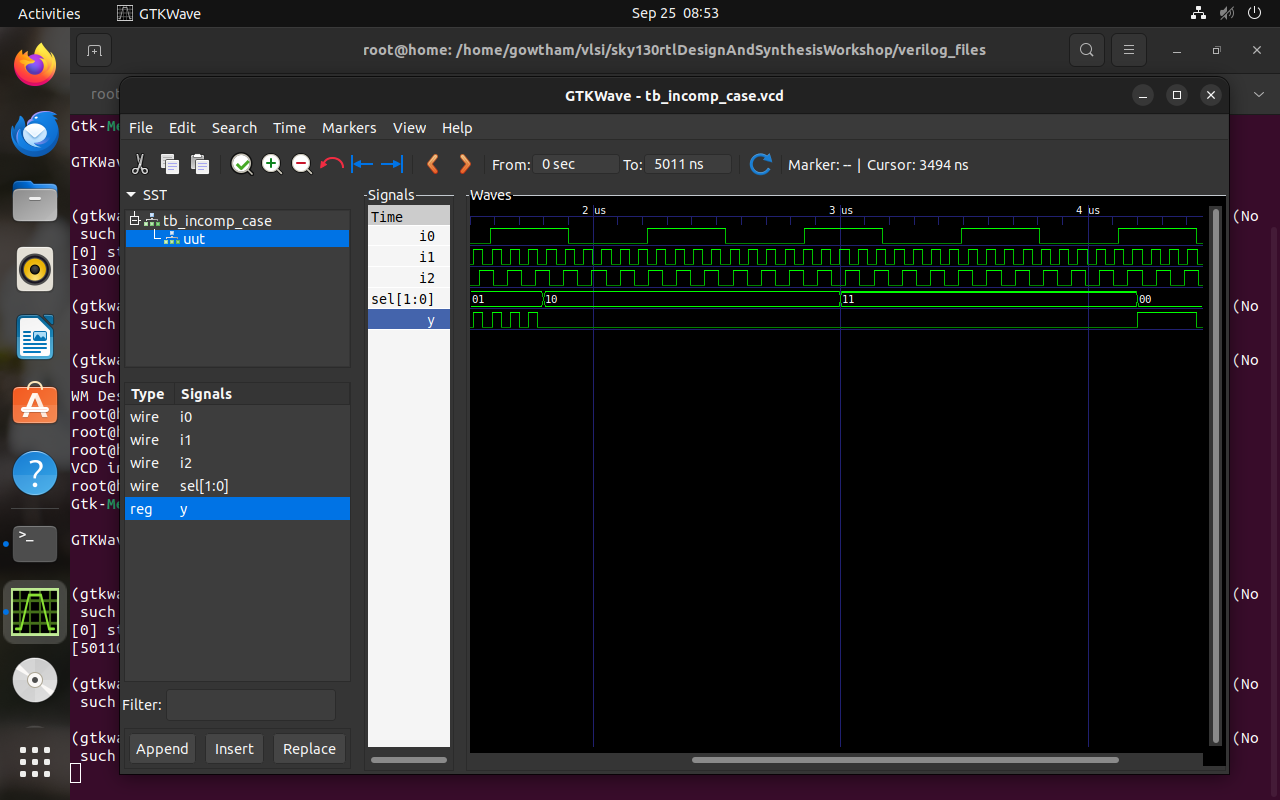 Activities GTKWave Sep 25 08:53
root@home: /home/gowtham/vlsi/sky130rtlDesignAndSynthesisWorkshop/verilog_files
root
GTKWave - tb_incomp_case.vcd
File Edit Search Time Markers View Help
From: 0 sec To: 5011 ns Marker: -- | Cursor: 3494 ns
SST
tb_incomp_case
uut
Type Signals
wire i0
wire i1
wire i2
wire sel[1:0]
reg y
Filter:
Append Insert Replace
Signals
Time
i0
i1
i2
sel[1:0]
y
Waves
2 us 3 us 4 us
01 10 11 00
Gtk-Me
GTKWav
(gtkwa (No
such
[0] st
[30000
(gtkwa (No
such
(gtkwa (No
such
WM Des
root@h
root@h
root@h
VCD in
root@h
Gtk-Me
GTKWav
(gtkwa (No
such
[0] st
[50110
(gtkwa (No
such
(gtkwa (No
such